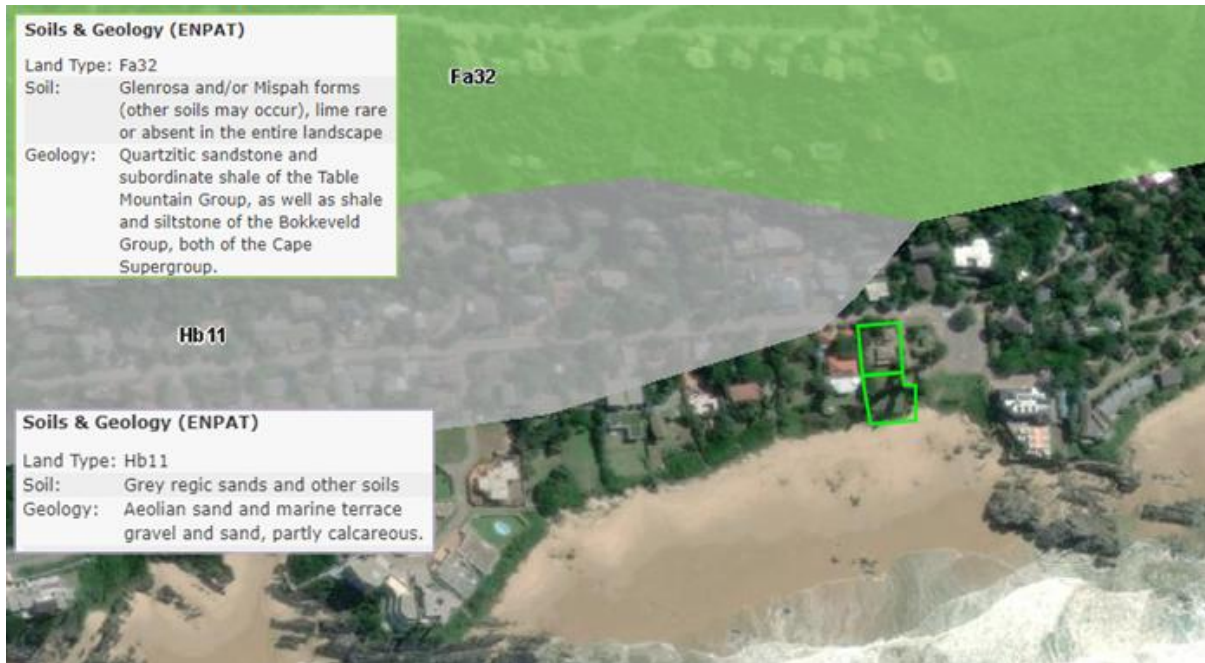 Soils & Geology (ENPAT)
Land Type: Fa32
Soil: Glenrosa and/or Mispah forms
(other soils may occur), lime rare
or absent in the entire landscape
Geology: Quartzitic sandstone and
subordinate shale of the Table
Mountain Group, as well as shale
and siltstone of the Bokkeveld
Group, both of the Cape
Supergroup.
Fa32
Hb11
Soils & Geology (ENPAT)
Land Type: Hb11
Soil: Grey regic sands and other soils
Geology: Aeolian sand and marine terrace
gravel and sand, partly calcareous.